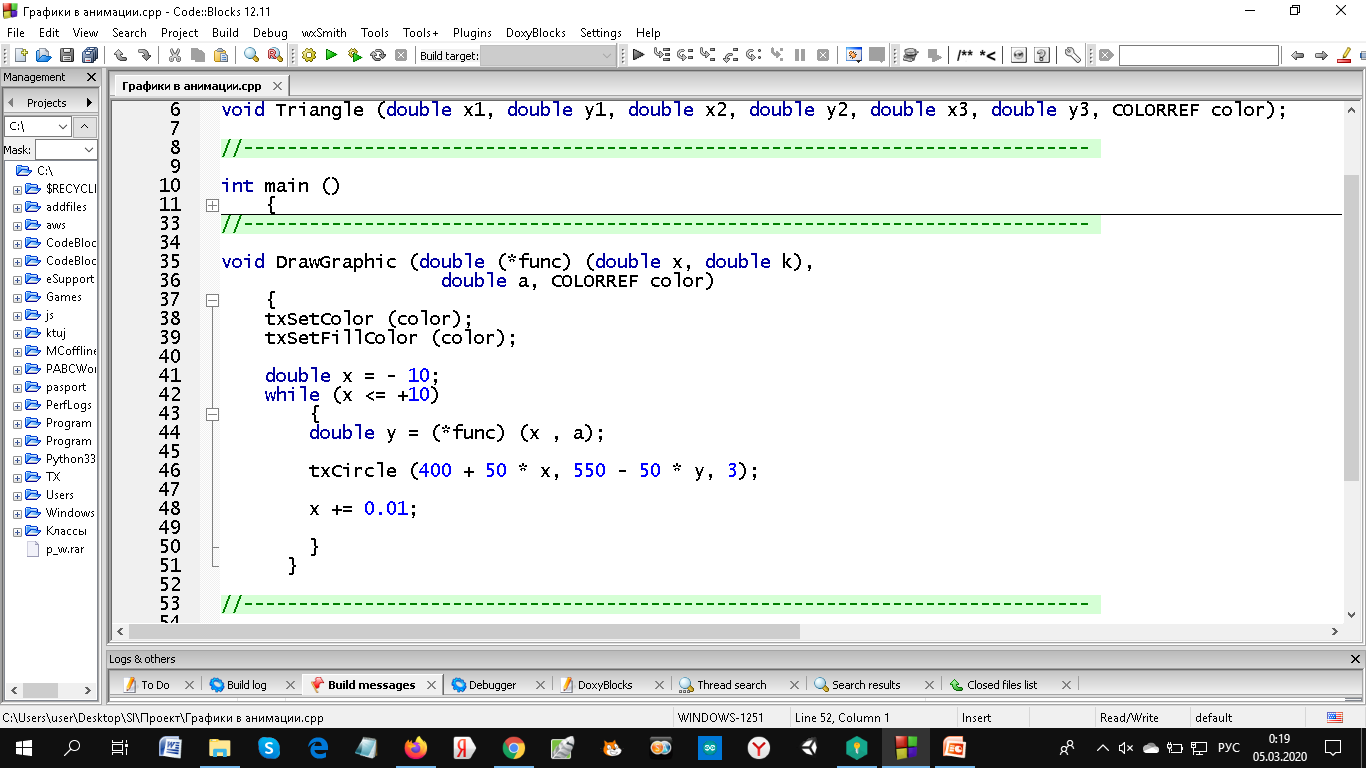 Графики в анимации.cpp - Code::Blocks 12.11
File Edit View Search Project Build Debug wxSmith Tools Tools+ Plugins DoxyBlocks Settings Help
Build target:
/** *<
Management
Projects
C:\
Mask:
C:\
$RECYCLI
addfiles
aws
CodeBloc
CodeBloc
eSupport
Games
js
ktuj
MCoffline
PABCWor
pasport
PerfLogs
Program
Program
Python33
TX
Users
Windows
Классы
p_w.rar
Графики в анимации.cpp
6 void Triangle (double x1, double y1, double x2, double y2, double x3, double y3, COLORREF color);
7
8 //-----------------------------------------------------------------------------
9
10 int main ()
11 {
33 //-----------------------------------------------------------------------------
34
35 void DrawGraphic (double (*func) (double x, double k),
36 double a, COLORREF color)
37 {
38 txSetColor (color);
39 txSetFillColor (color);
40
41 double x = - 10;
42 while (x <= +10)
43 {
44 double y = (*func) (x , a);
45
46 txCircle (400 + 50 * x, 550 - 50 * y, 3);
47
48 x += 0.01;
49
50 }
51 }
52
53 //-----------------------------------------------------------------------------
54
Logs & others
To Do Build log Build messages Debugger DoxyBlocks Thread search Search results Closed files list
C:\Users\user\Desktop\SI\Проект\Графики в анимации.cpp WINDOWS-1251 Line 52, Column 1 Insert Read/Write default
РУС
0:19
05.03.2020